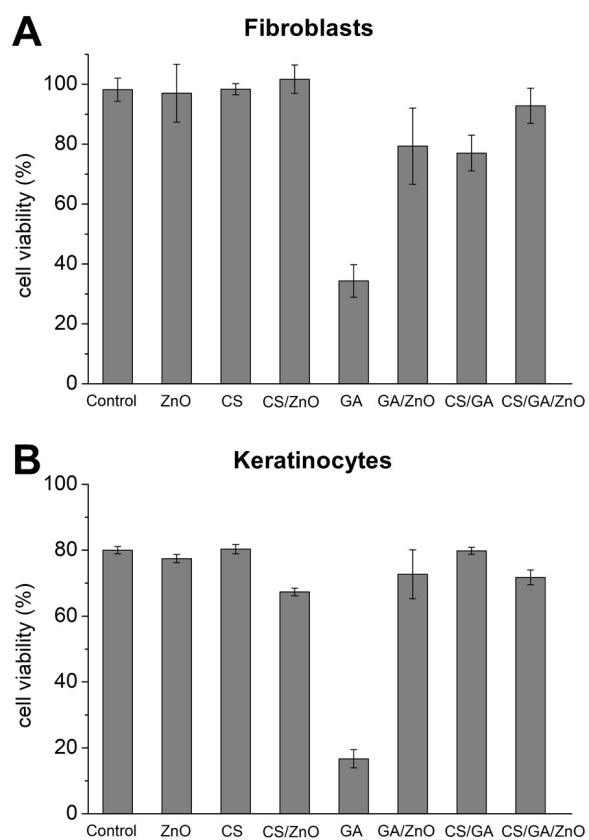 A
Fibroblasts
cell viability (%)
100
80
60
40
20
0
Control ZnO CS CS/ZnO GA GA/ZnO CS/GA CS/GA/ZnO
B
Keratinocytes
cell viability (%)
100
80
60
40
20
0
Control ZnO CS CS/ZnO GA GA/ZnO CS/GA CS/GA/ZnO